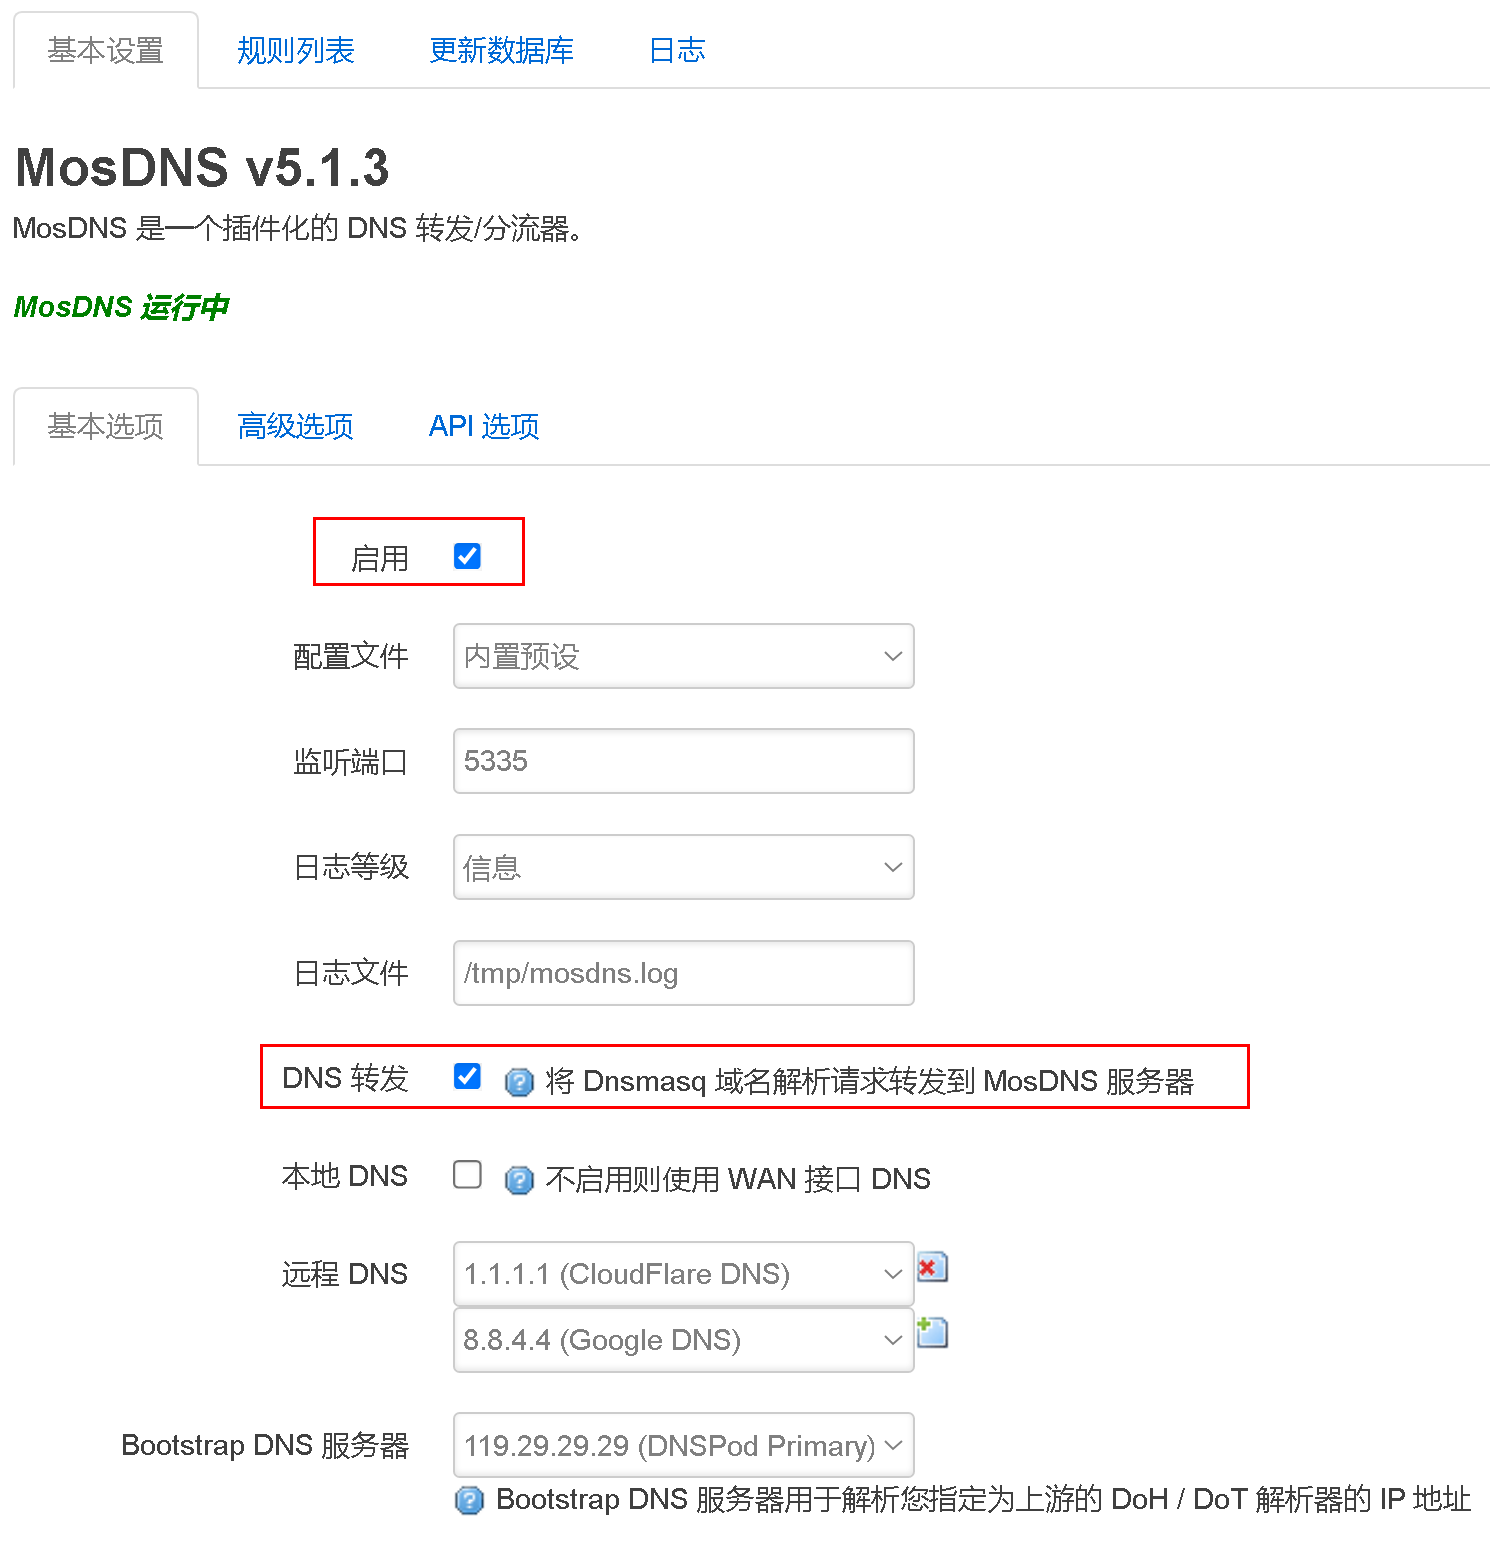 基本设置 规则列表 更新数据库 日志
MosDNS v5.1.3
MosDNS 是一个插件化的 DNS 转发/分流器。
MosDNS 运行中
基本选项 高级选项 API 选项
启用
配置文件 内置预设
监听端口 5335
日志等级 信息
日志文件 /tmp/mosdns.log
DNS 转发 将 Dnsmasq 域名解析请求转发到 MosDNS 服务器
本地 DNS 不启用则使用 WAN 接口 DNS
远程 DNS 1.1.1.1 (CloudFlare DNS)
8.8.4.4 (Google DNS)
Bootstrap DNS 服务器 119.29.29.29 (DNSPod Primary)
Bootstrap DNS 服务器用于解析您指定为上游的 DoH / DoT 解析器的 IP 地址